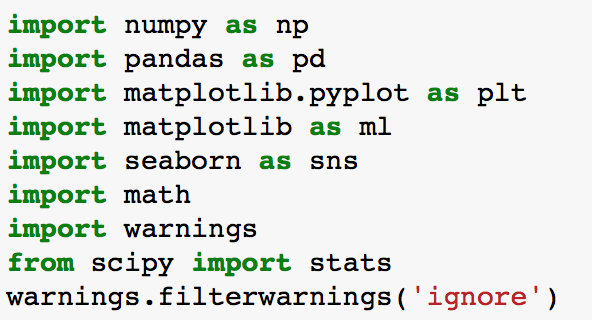 import numpy as np
import pandas as pd
import matplotlib.pyplot as plt
import matplotlib as ml
import seaborn as sns
import math
import warnings
from scipy import stats
warnings.filterwarnings('ignore')